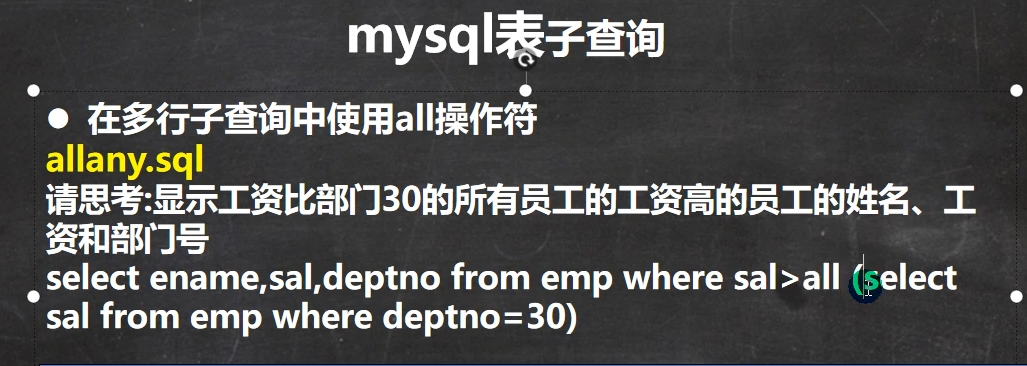 mysql表子查询
● 在多行子查询中使用all操作符
allany.sql
请思考:显示工资比部门30的所有员工的工资高的员工的姓名、工
资和部门号
select ename,sal,deptno from emp where sal>all (select
sal from emp where deptno=30)